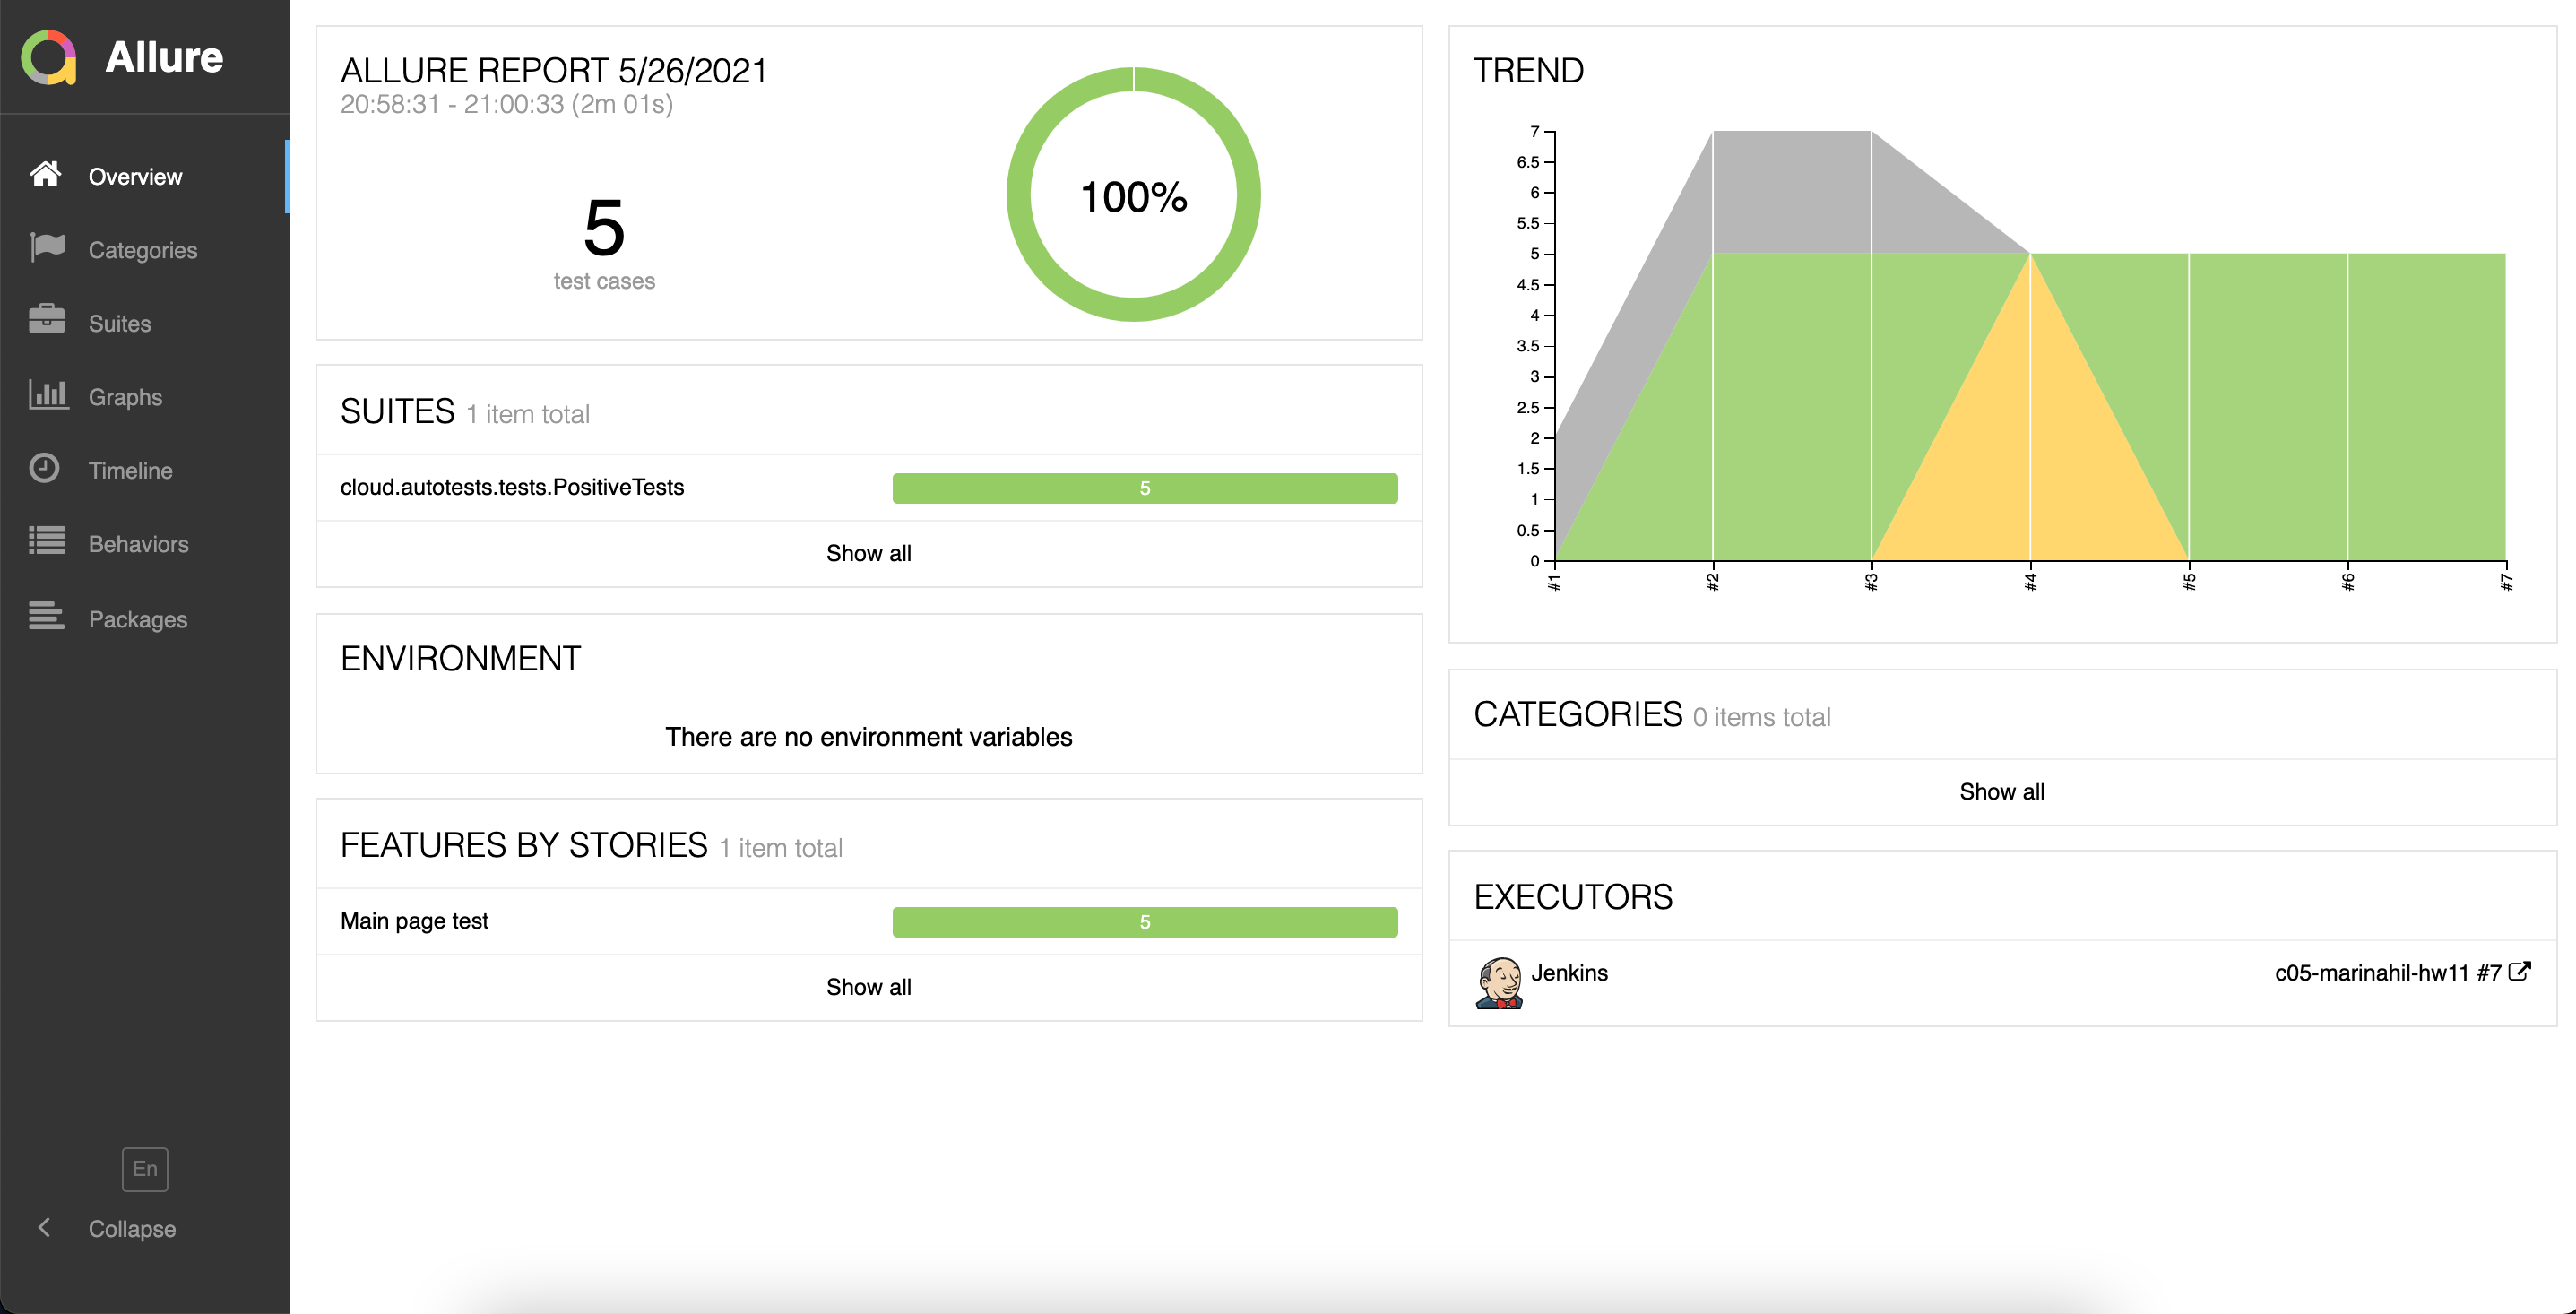 Allure
Overview
Categories
Suites
Graphs
Timeline
Behaviors
Packages
En
Collapse
ALLURE REPORT 5/26/2021
20:58:31 - 21:00:33 (2m 01s)
5
test cases
100%
SUITES 1 item total
cloud.autotests.tests.PositiveTests 5
Show all
ENVIRONMENT
There are no environment variables
FEATURES BY STORIES 1 item total
Main page test 5
Show all
TREND
7
6.5
6
5.5
5
4.5
4
3.5
3
2.5
2
1.5
1
0.5
0
#1 #2 #3 #4 #5 #6 #7
CATEGORIES 0 items total
Show all
EXECUTORS
Jenkins c05-marinahil-hw11 #7